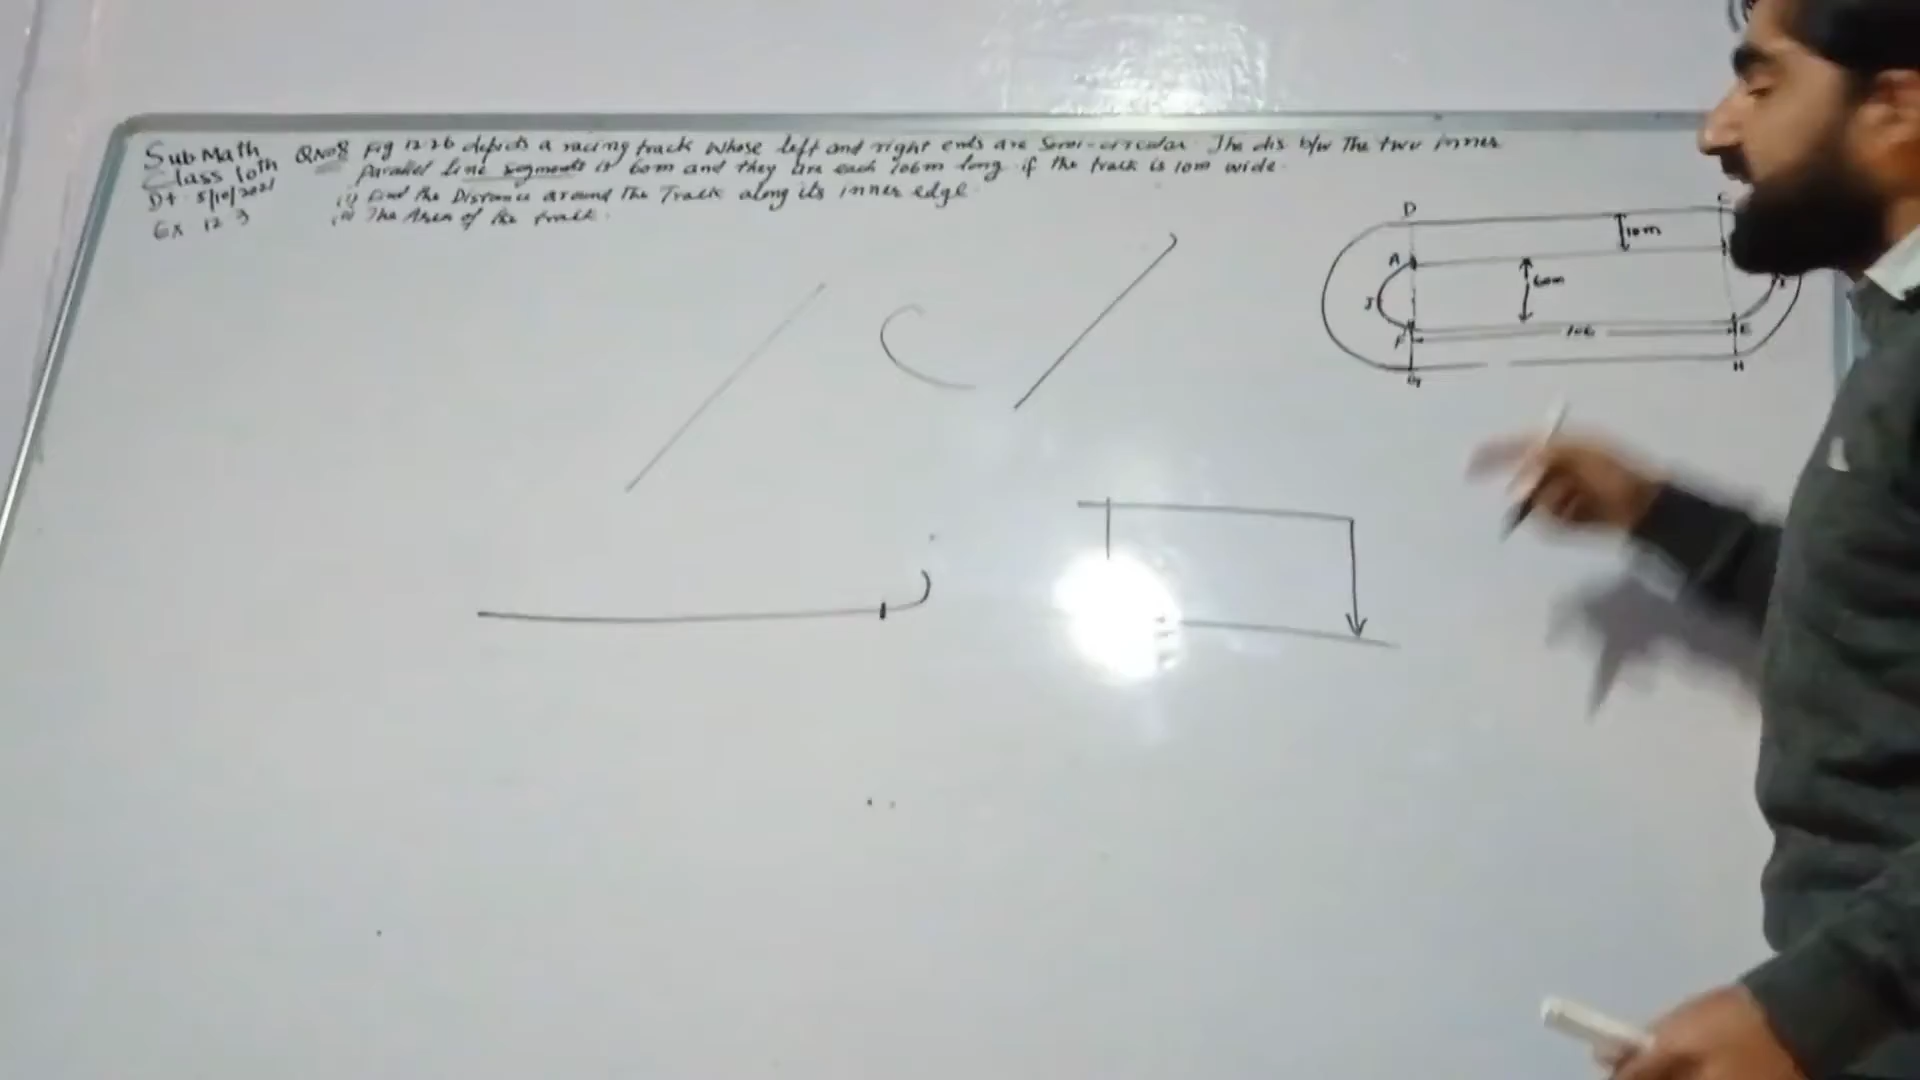 Sub Math
Class 10th
Dt 5/10/2021
Ex 12 3
QNo8 Fig 12 26 depicts a racing track whose left and right ends are Semi-circular. The dis b/w The two inner
Parallel line segments is 60m and they are each 106m long if the track is 10m wide.
(i) Find the Distance around The Track along its inner edge
(ii) The Area of the track.
D
C
10m
A
60m
J
F
106
E
G
H